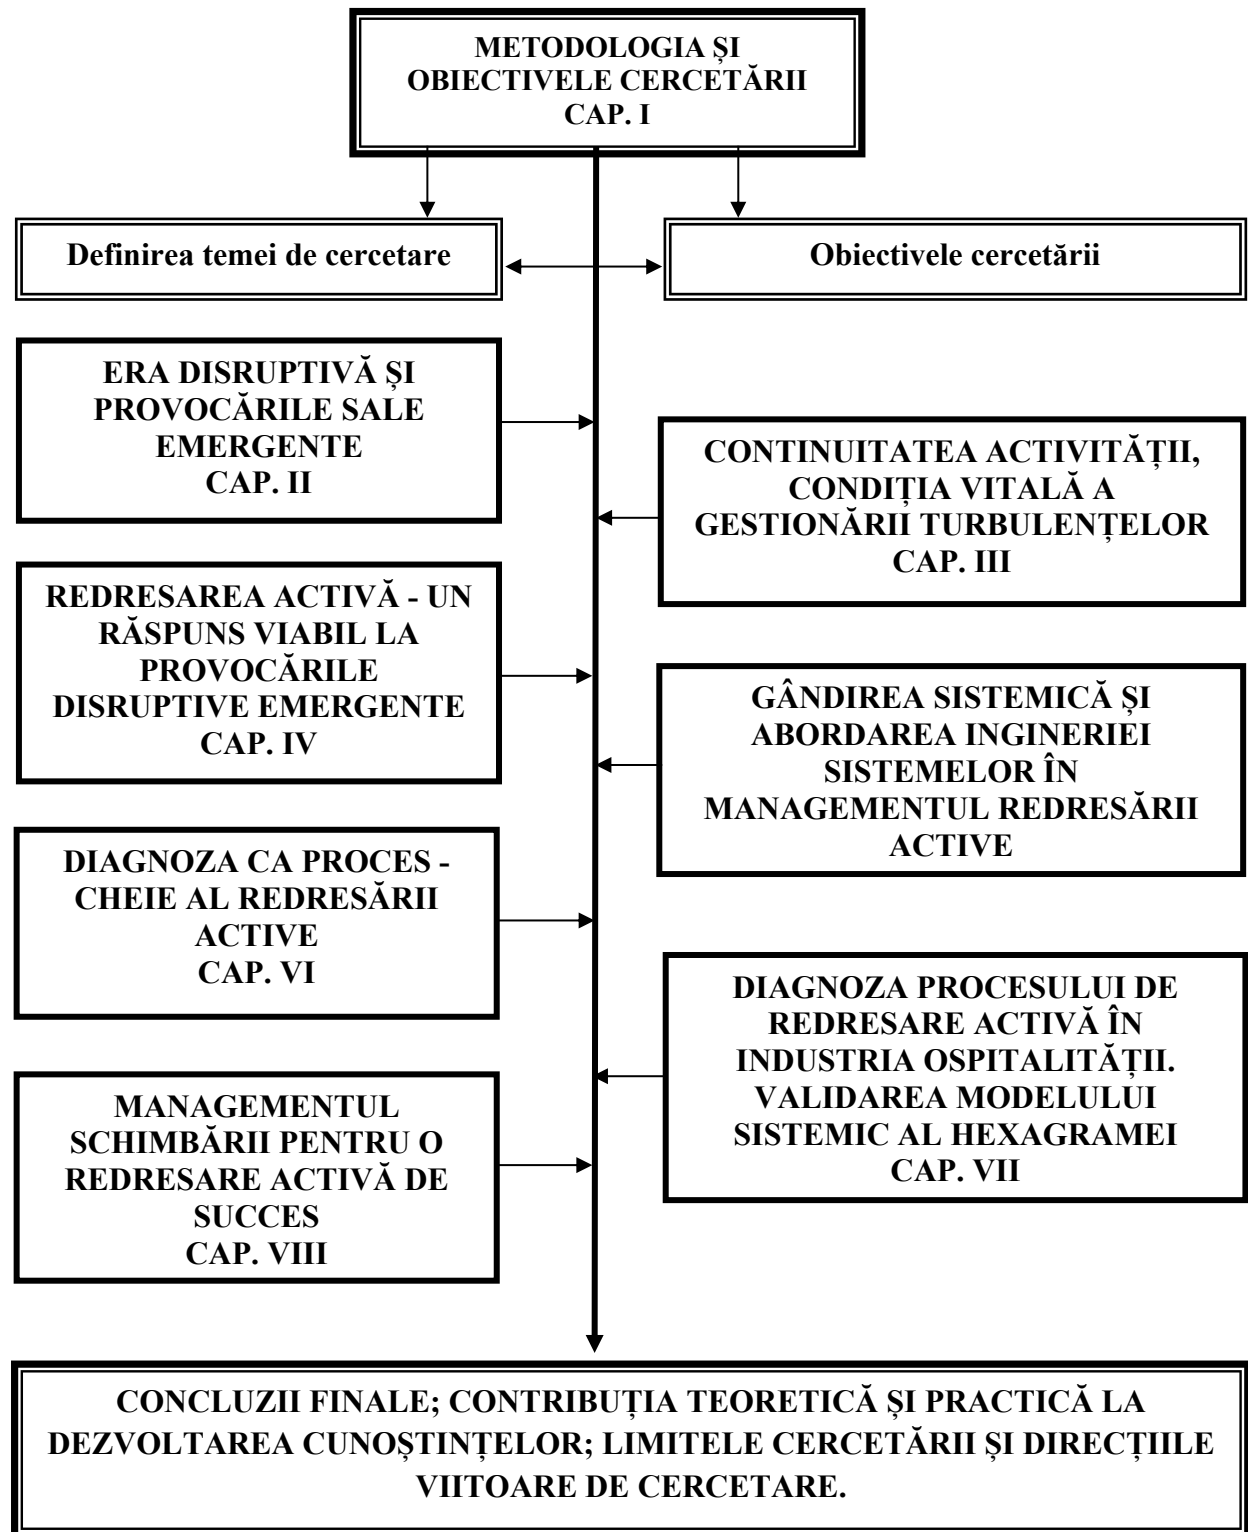 METODOLOGIA ȘI
OBIECTIVELE CERCETĂRII
CAP. I
Definirea temei de cercetare
Obiectivele cercetării
ERA DISRUPTIVĂ ȘI
PROVOCĂRILE SALE
EMERGENTE
CAP. II
CONTINUITATEA ACTIVITĂȚII,
CONDIȚIA VITALĂ A
GESTIONĂRII TURBULENȚELOR
CAP. III
REDRESAREA ACTIVĂ - UN
RĂSPUNS VIABIL LA
PROVOCĂRILE
DISRUPTIVE EMERGENTE
CAP. IV
GÂNDIREA SISTEMICĂ ȘI
ABORDAREA INGINERIEI
SISTEMELOR ÎN
MANAGEMENTUL REDRESĂRII
ACTIVE
DIAGNOZA CA PROCES -
CHEIE AL REDRESĂRII
ACTIVE
CAP. VI
DIAGNOZA PROCESULUI DE
REDRESARE ACTIVĂ ÎN
INDUSTRIA OSPITALITĂȚII.
VALIDAREA MODELULUI
SISTEMIC AL HEXAGRAMEI
CAP. VII
MANAGEMENTUL
SCHIMBĂRII PENTRU O
REDRESARE ACTIVĂ DE
SUCCES
CAP. VIII
CONCLUZII FINALE; CONTRIBUȚIA TEORETICĂ ȘI PRACTICĂ LA
DEZVOLTAREA CUNOȘTINȚELOR; LIMITELE CERCETĂRII ȘI DIRECȚIILE
VIITOARE DE CERCETARE.